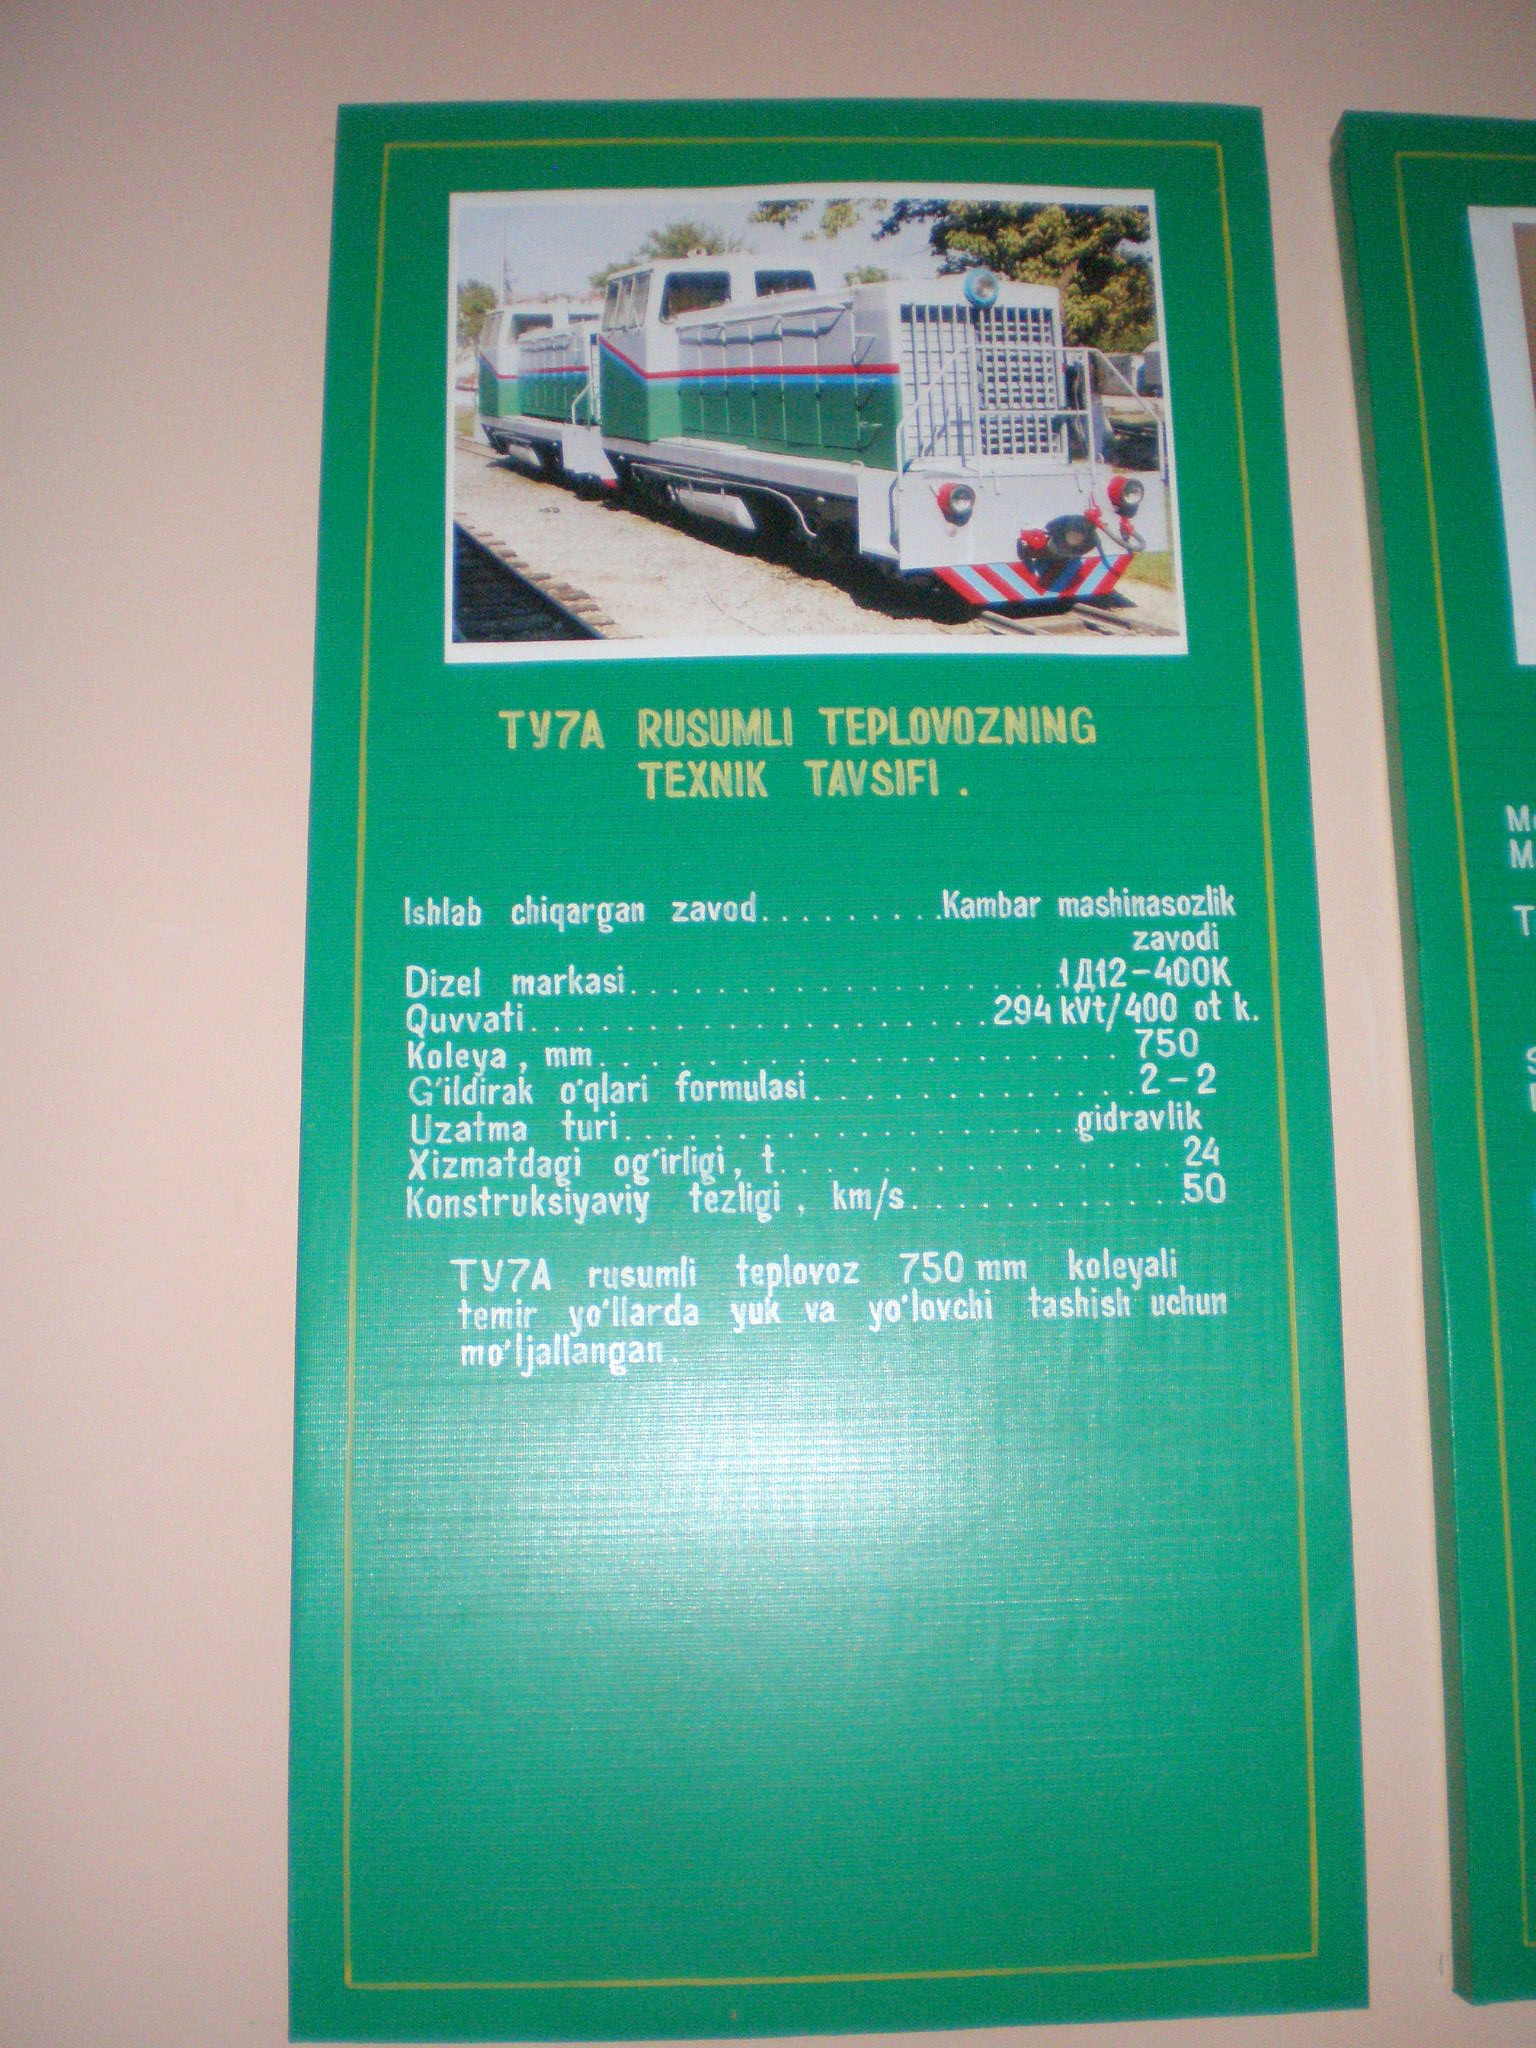 ТУ7А RUSUMLI TEPLOVOZNING
TEXNIK TAVSIFI .
Ishlab chiqargan zavod.........Kambar mashinasozlik
zavodi
Dizel markasi....................1Д12-400К
Quvvati.....................294 kVt/400 ot k.
Koleya, mm........................ 750
G'ildirak o'qlari formulasi..............2-2
Uzatma turi.....................gidravlik
Xizmatdagi og'irligi, t.................24
Konstruksiyaviy tezligi, km/s.............50
ТУ7А rusumli teplovoz 750 mm koleyali
temir yo'llarda yuk va yo'lovchi tashish uchun
mo'ljallangan.